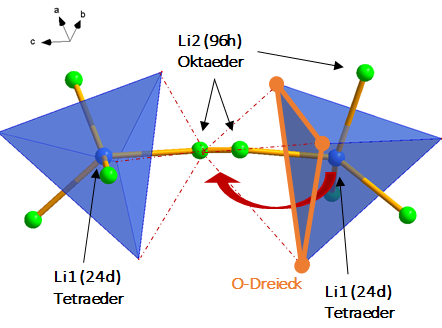 a
b
c
Li2 (96h)
Oktaeder
Li1 (24d)
Tetraeder
O-Dreieck
Li1 (24d)
Tetraeder